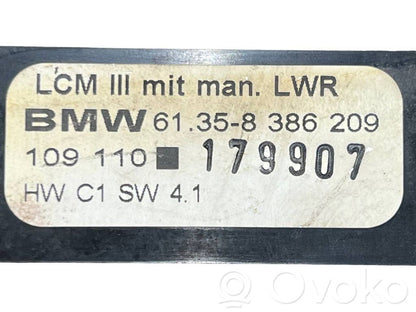 LCM III mit man. LWR
BMW 61.35-8 386 209
109 110 ■ 179907
HW C1 SW 4.1
Ovoko